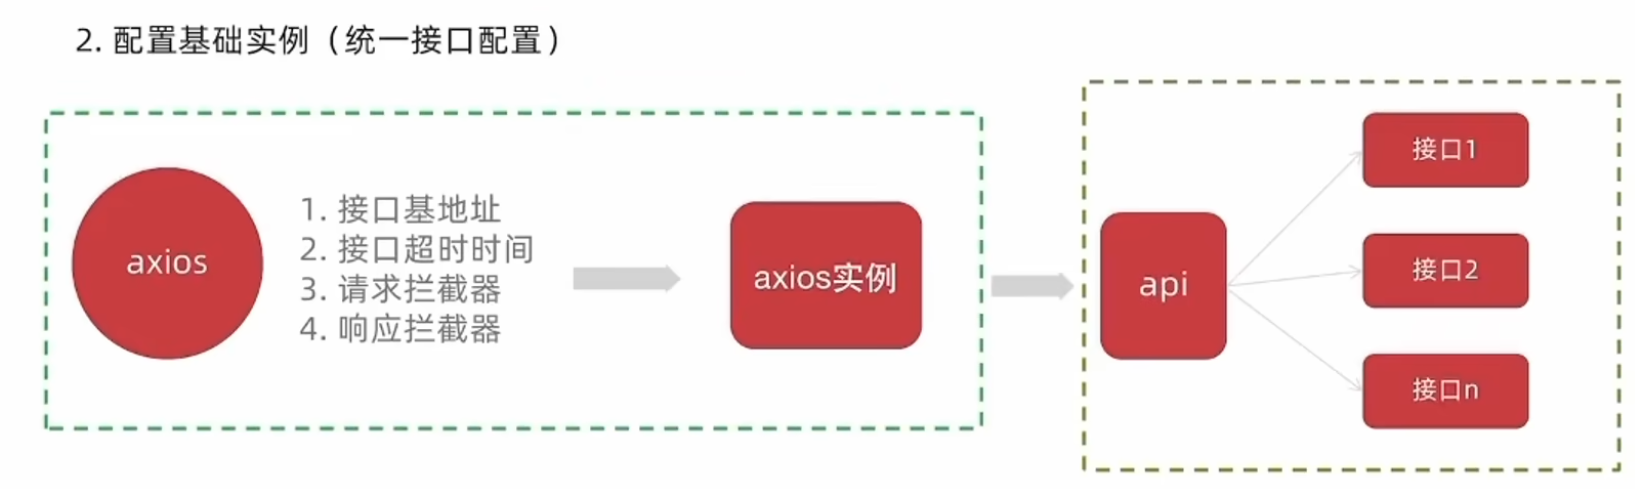 2. 配置基础实例（统一接口配置）
axios
1. 接口基地址
2. 接口超时时间
3. 请求拦截器
4. 响应拦截器
axios实例
api
接口1
接口2
接口n